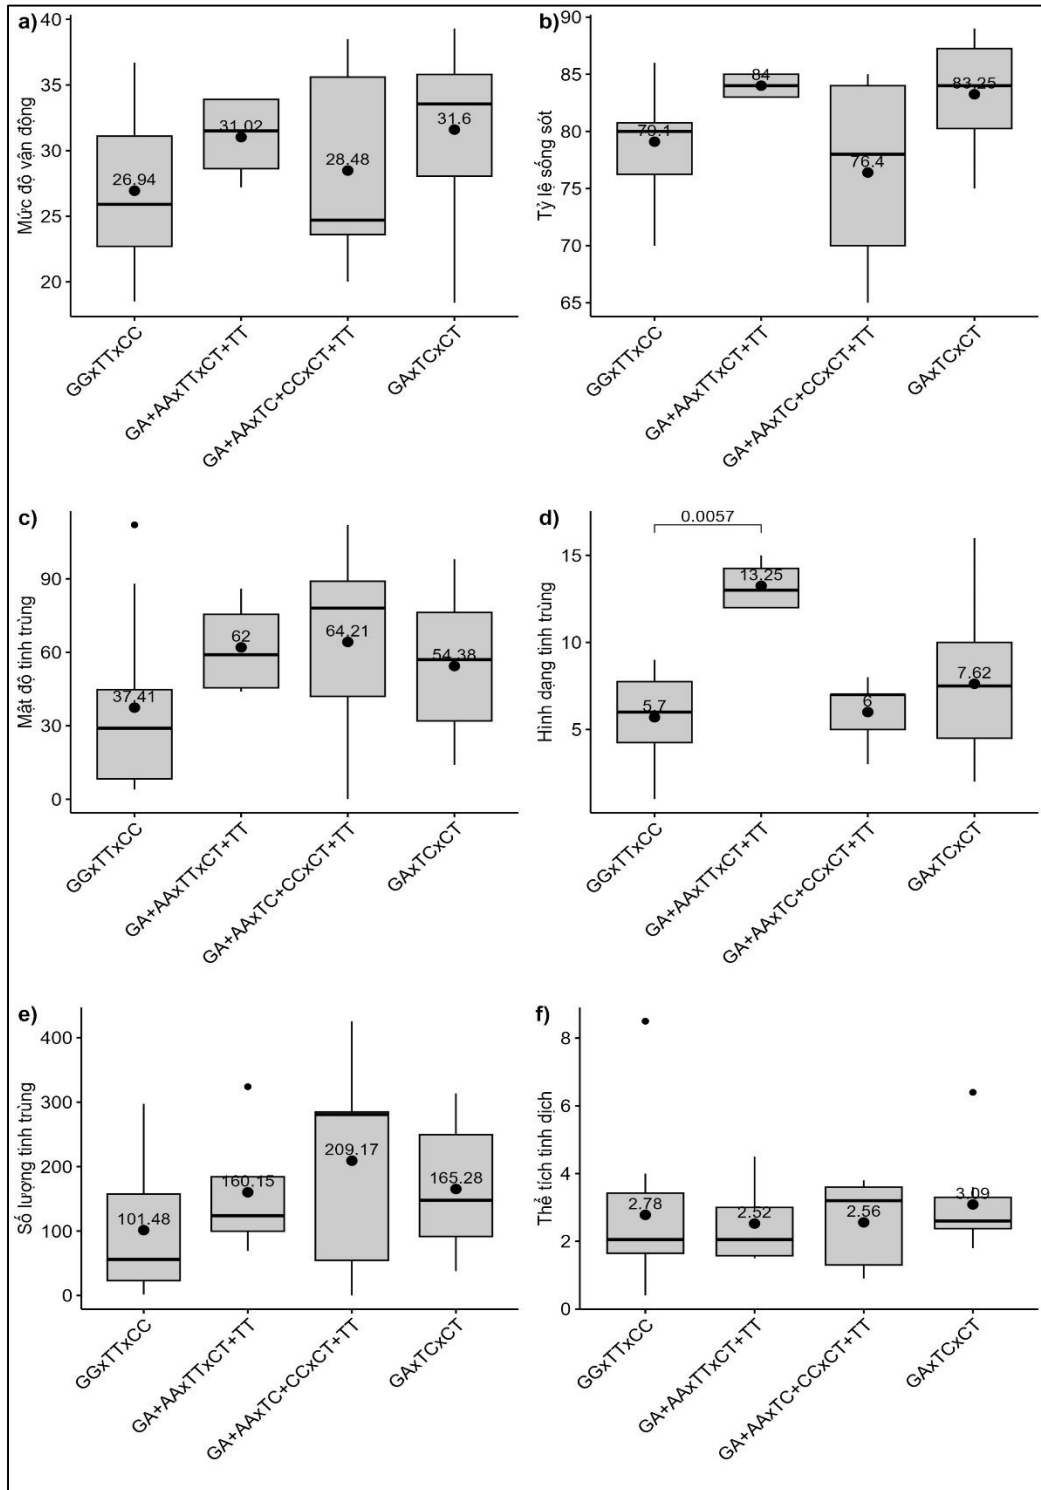 a)
Mức độ vận động
40
35
30
25
20
26.94
31.02
28.48
31.6
GGxTTxCC
GA+AAxTTxCT+TT
GA+AAxTC+CCxCT+TT
GAxTCxCT
b)
Tỷ lệ sống sót
90
85
80
75
70
65
79.1
84
76.4
83.25
GGxTTxCC
GA+AAxTTxCT+TT
GA+AAxTC+CCxCT+TT
GAxTCxCT
c)
Mật độ tinh trùng
90
60
30
0
37.41
62
64.21
54.38
GGxTTxCC
GA+AAxTTxCT+TT
GA+AAxTC+CCxCT+TT
GAxTCxCT
d)
Hình dạng tinh trùng
15
10
5
0.0057
5.7
13.25
6
7.62
GGxTTxCC
GA+AAxTTxCT+TT
GA+AAxTC+CCxCT+TT
GAxTCxCT
e)
Số lượng tinh trùng
400
300
200
100
0
101.48
160.15
209.17
165.28
GGxTTxCC
GA+AAxTTxCT+TT
GA+AAxTC+CCxCT+TT
GAxTCxCT
f)
Thể tích tinh dịch
8
6
4
2
0
2.78
2.52
2.56
3.09
GGxTTxCC
GA+AAxTTxCT+TT
GA+AAxTC+CCxCT+TT
GAxTCxCT